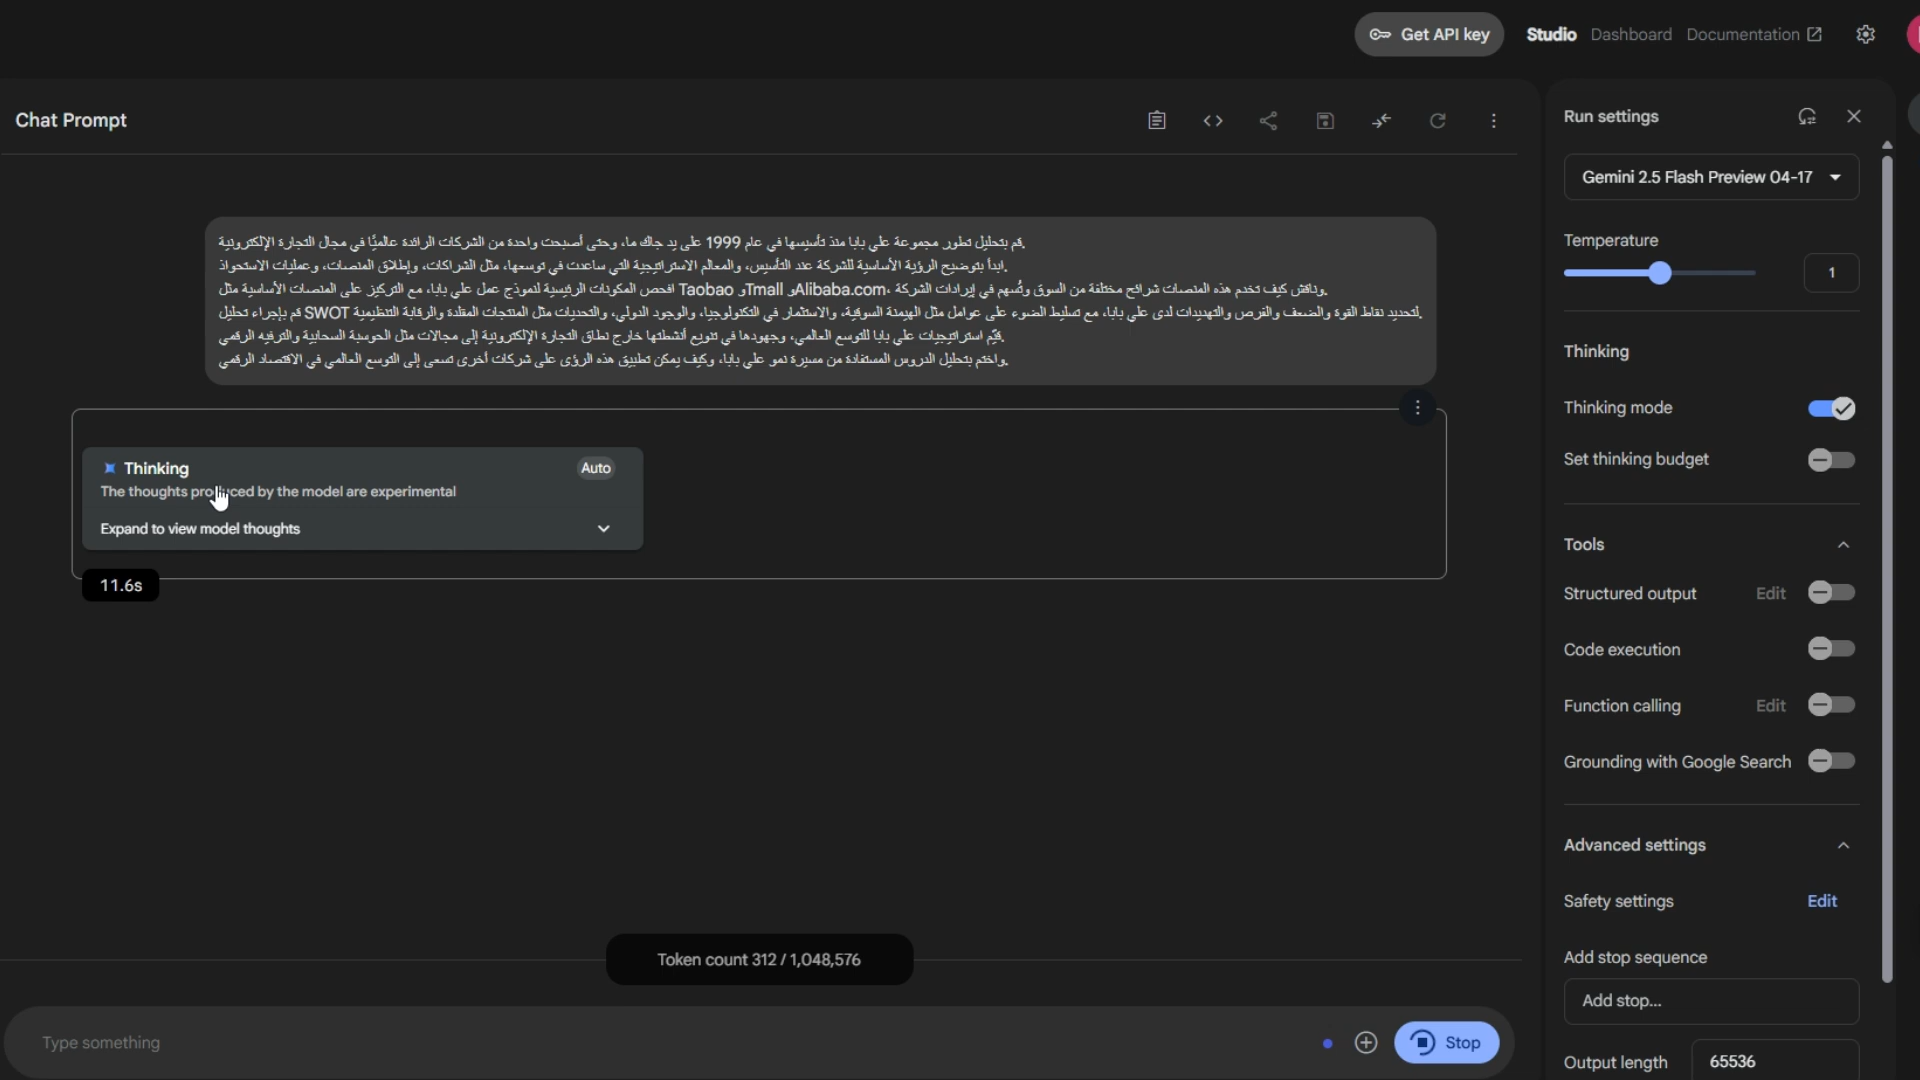 Get API key
Studio
Dashboard
Documentation
Chat Prompt
قم بتحليل تطور مجموعة علي بابا منذ تأسيسها في عام 1999 على يد جاك ما، وحتى أصبحت واحدة من الشركات الرائدة عالميًا في مجال التجارة الإلكترونية.
ابدأ بتوضيح الرؤية الأساسية للشركة عند التأسيس، والمعالم الاستراتيجية التي ساعدت في توسعها، مثل الشراكات، وإطلاق المنصات، وعمليات الاستحواذ.
افحص المكونات الرئيسية لنموذج عمل علي بابا، مع التركيز على المنصات الأساسية مثل Taobao وTmall وAlibaba.com، وناقش كيف تخدم هذه المنصات شرائح مختلفة من السوق وتُسهم في إيرادات الشركة.
قم بإجراء تحليل SWOT لتحديد نقاط القوة والضعف والفرص والتهديدات لدى علي بابا، مع تسليط الضوء على عوامل مثل الهيمنة السوقية، والاستثمار في التكنولوجيا، والوجود الدولي، والتحديات مثل المنتجات المقلدة والرقابة التنظيمية.
قيّم استراتيجيات علي بابا للتوسع العالمي، وجهودها في تنويع أنشطتها خارج نطاق التجارة الإلكترونية إلى مجالات مثل الحوسبة السحابية والترفيه الرقمي.
واختم بتحليل الدروس المستفادة من مسيرة نمو علي بابا، وكيف يمكن تطبيق هذه الرؤى على شركات أخرى تسعى إلى التوسع العالمي في الاقتصاد الرقمي.
Thinking
Auto
The thoughts produced by the model are experimental
Expand to view model thoughts
11.6s
Token count 312 / 1,048,576
Type something
Stop
Run settings
Gemini 2.5 Flash Preview 04-17
Temperature
1
Thinking
Thinking mode
Set thinking budget
Tools
Structured output
Edit
Code execution
Function calling
Edit
Grounding with Google Search
Advanced settings
Safety settings
Edit
Add stop sequence
Add stop...
Output length
65536